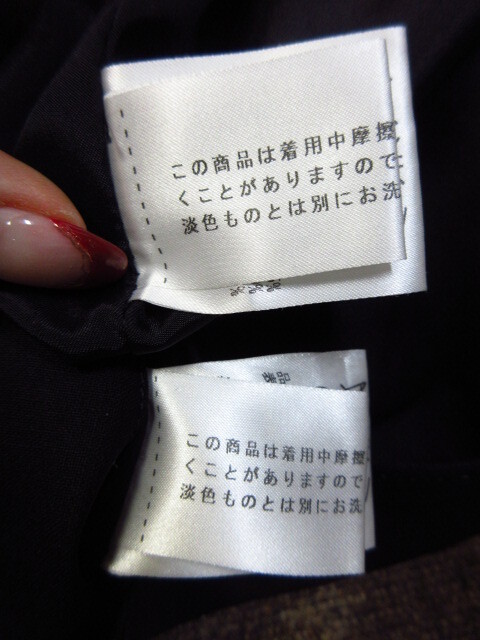 この商品は着用中摩擦
くことがありますので
淡色ものとは別にお洗
%
%
%
着品
この商品は着用中摩擦
くことがありますので
淡色ものとは別にお洗